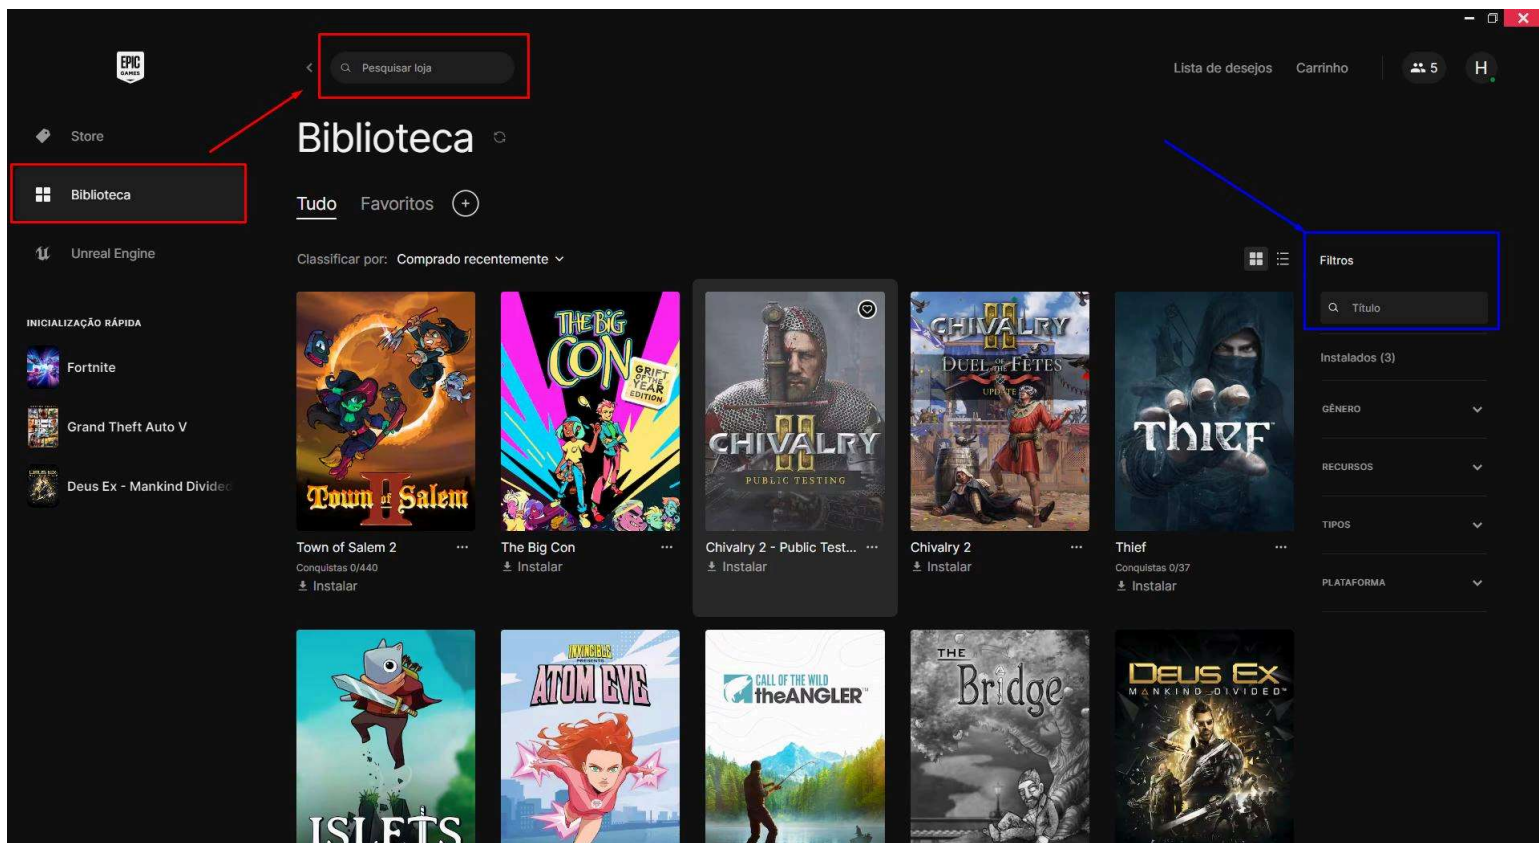 EPIC
GAMES
Pesquisar loja
Lista de desejos
Carrinho
5
H
Store
Biblioteca
Unreal Engine
INICIALIZAÇÃO RÁPIDA
Fortnite
Grand Theft Auto V
Deus Ex - Mankind Divided
Biblioteca
Tudo
Favoritos
Classificar por: Comprado recentemente
THE BIG
CON
GRIFT
OF THE
YEAR
EDITION
CHIVALRY
II
PUBLIC TESTING
CHIVALRY
II
DUEL OF THE FETES
UPDATE
THIEF
Town of Salem
II
Town of Salem 2
Conquistas 0/440
Instalar
The Big Con
Instalar
Chivalry 2 - Public Test...
Instalar
Chivalry 2
Instalar
Thief
Conquistas 0/37
Instalar
ISLETS
INVINCIBLE
PRESENTS
ATOM EVE
CALL OF THE WILD
theANGLER™
THE
Bridge
DEUS EX
MANKIND DIVIDED™
Filtros
Título
Instalados (3)
GÊNERO
RECURSOS
TIPOS
PLATAFORMA